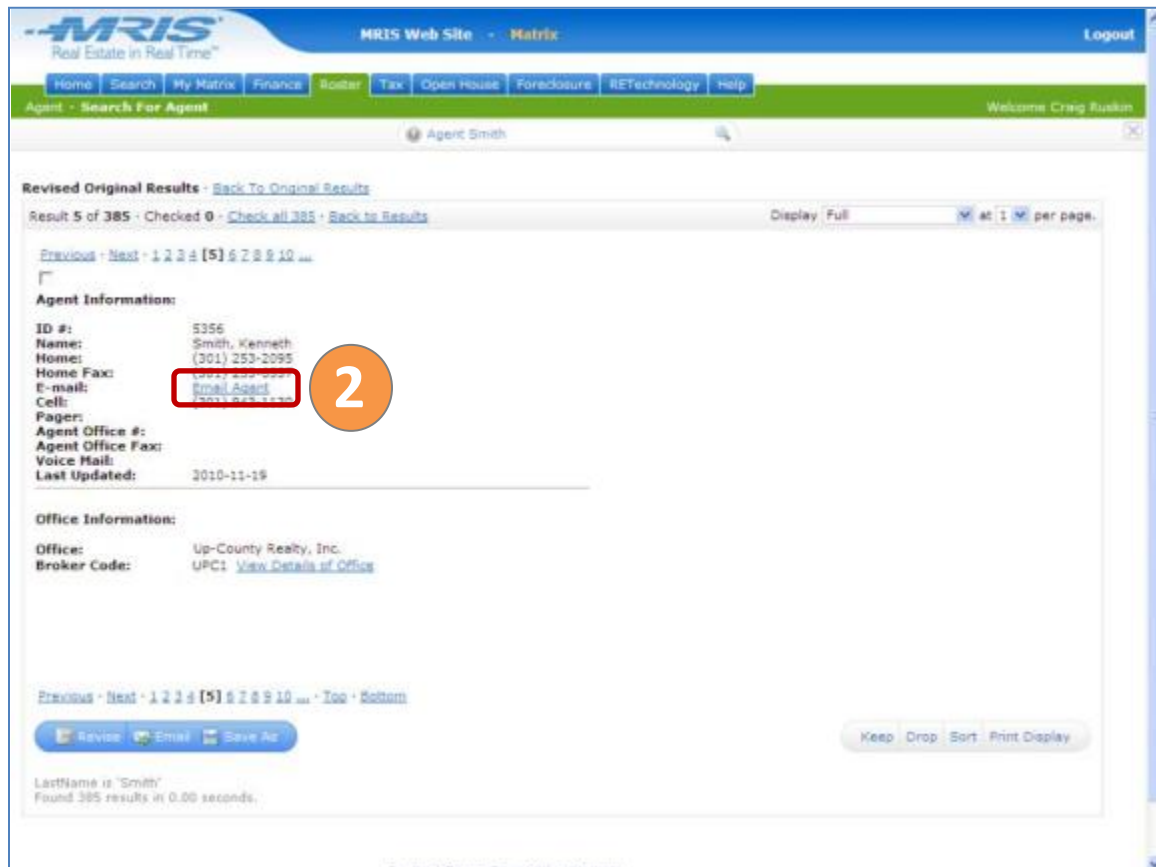 MRIS
Real Estate in Real Time™
MRIS Web Site - Matrix
Logout
Home Search My Matrix Finance Roster Tax Open House Foreclosure RETechnology Help
Agent - Search For Agent
Welcome Craig Ruskin
Agent Smith
Revised Original Results · Back To Original Results
Result 5 of 385 · Checked 0 · Check all 385 · Back to Results
Display Full at 1 per page.
Previous · Next · 1 2 3 4 [5] 6 7 8 9 10 ...
Agent Information:
ID #: 5356
Name: Smith, Kenneth
Home: (301) 253-2095
Home Fax:
E-mail: Email Agent
2
Cell:
Pager:
Agent Office #:
Agent Office Fax:
Voice Mail:
Last Updated: 2010-11-19
Office Information:
Office: Up-County Realty, Inc.
Broker Code: UPC1 View Details of Office
Previous · Next · 1 2 3 4 [5] 6 7 8 9 10 ... · Top · Bottom
Revise Email Save As
Keep Drop Sort Print Display
LastName is 'Smith'
Found 385 results in 0.00 seconds.